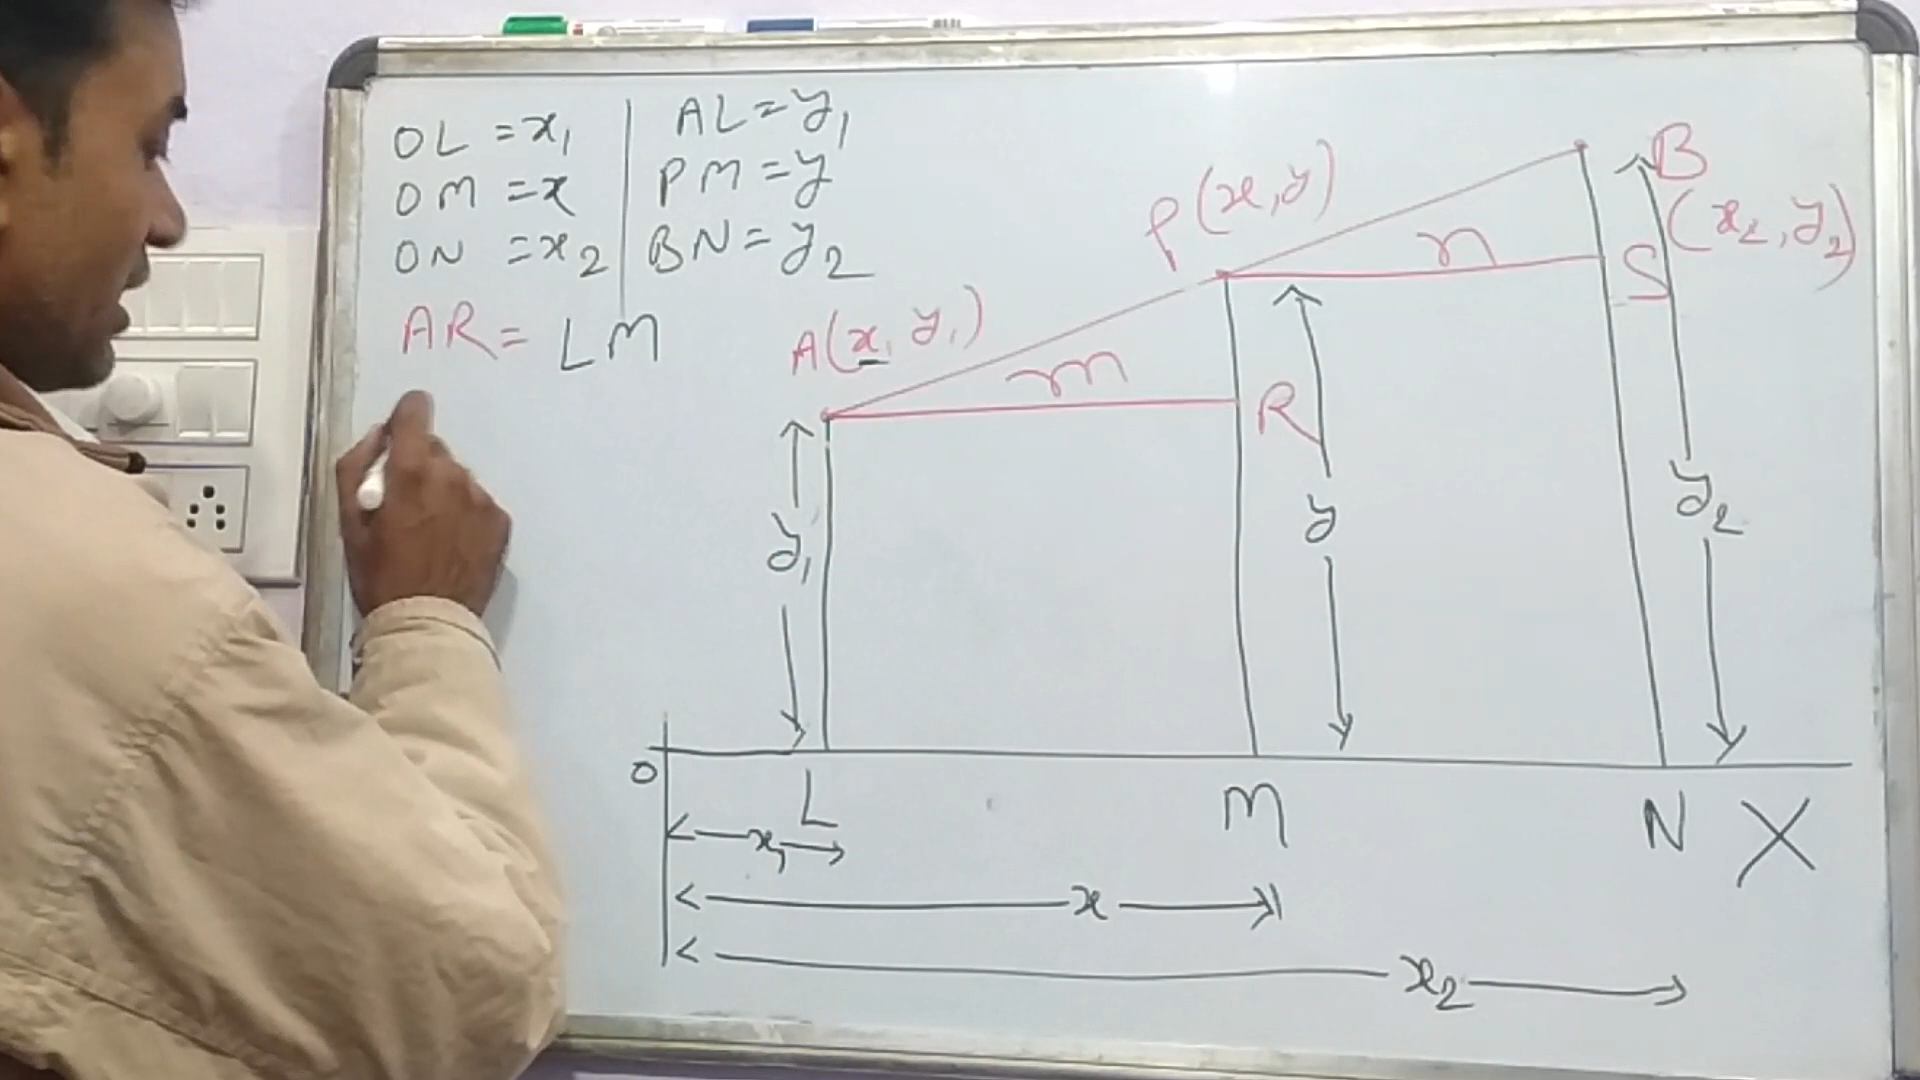 OL = x₁ | AL = y₁
OM = x | PM = y
ON = x₂ | BN = y₂
AR = LM
B
(x₂, y₂)
P(x, y)
n
S
A(x₁ y₁)
m
R
y₁
y
y₂
O
L
M
N
X
x₁
x
x₂